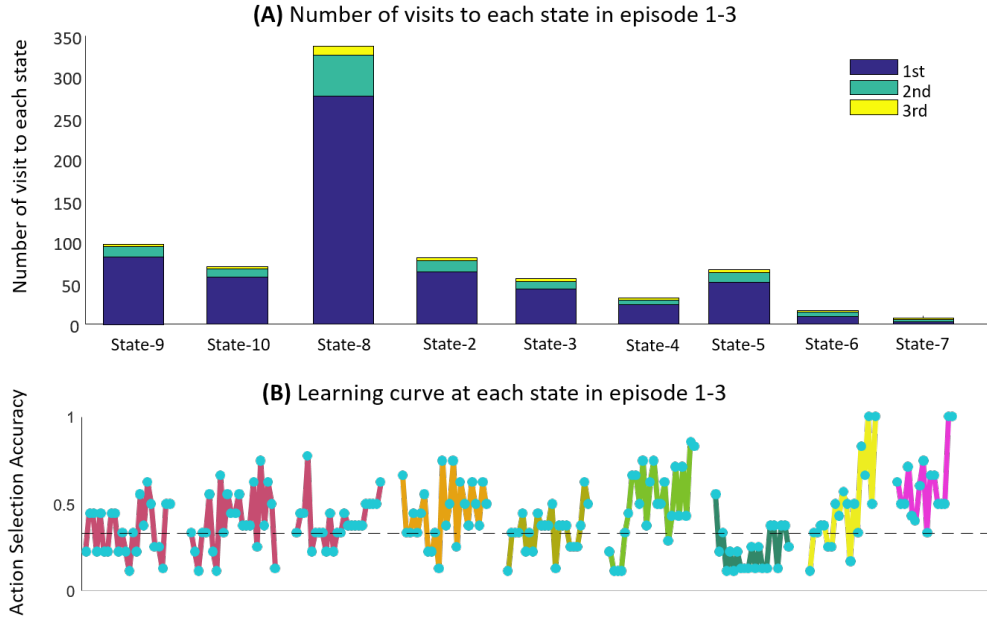 (A) Number of visits to each state in episode 1-3
Number of visit to each state
350
300
250
200
150
100
50
0
1st
2nd
3rd
State-9 State-10 State-8 State-2 State-3 State-4 State-5 State-6 State-7
(B) Learning curve at each state in episode 1-3
Action Selection Accuracy
1
0.5
0